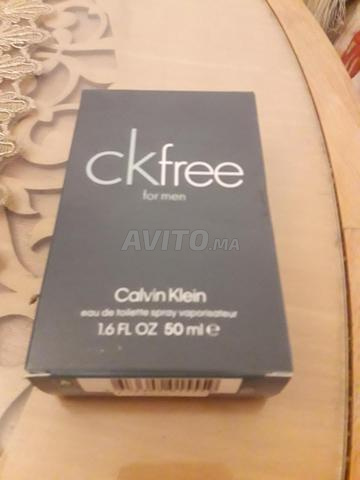 ckfree
for men
AVITO.MA
Calvin Klein
eau de toilette spray vaporisateur
1.6 FL OZ 50 ml e